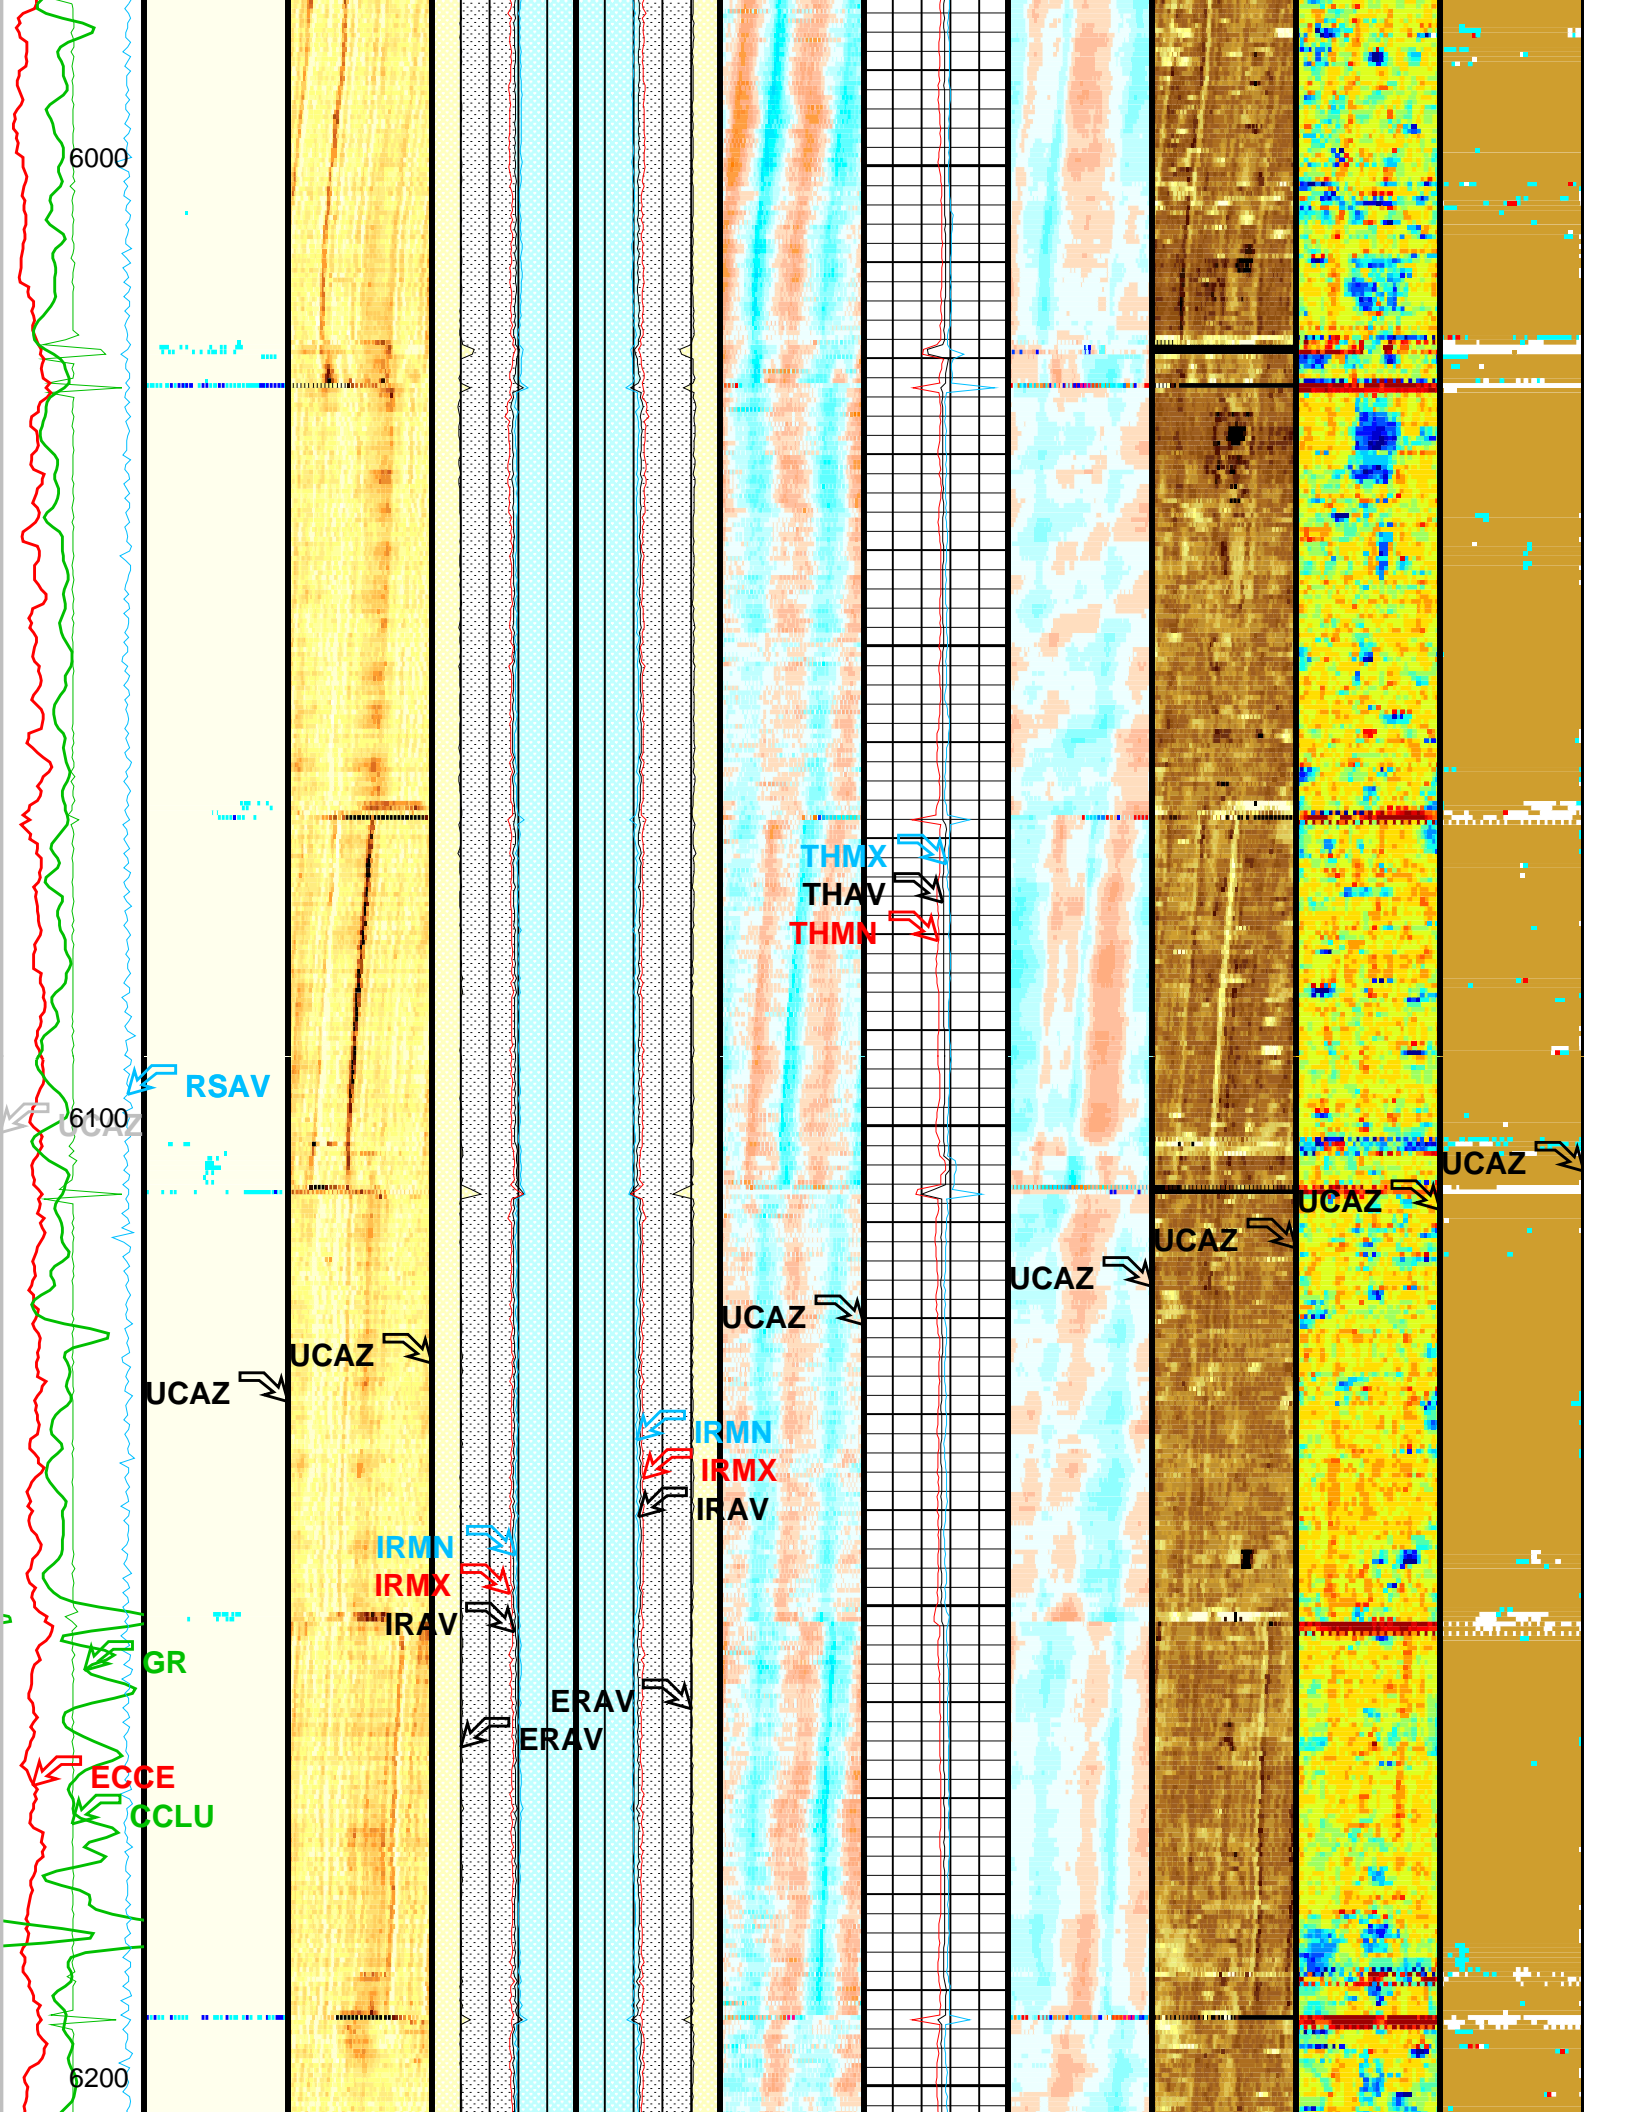 6000
THMX
THAV
THMN
RSAV
UCAZ
6100
UCAZ
UCAZ
UCAZ
UCAZ
UCAZ
UCAZ
UCAZ
IRMN
IRMX
IRAV
IRMN
IRMX
IRAV
GR
ERAV
ERAV
ECCE
CCLU
6200